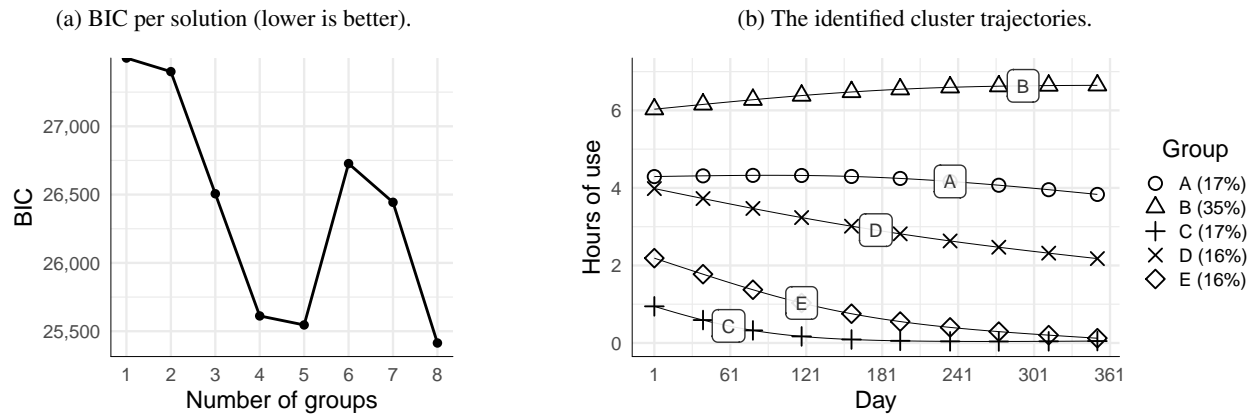 (a) BIC per solution (lower is better).
27,000
26,500
26,000
25,500
BIC
1 2 3 4 5 6 7 8
Number of groups
(b) The identified cluster trajectories.
6
4
2
0
Hours of use
B
A
D
E
C
1 61 121 181 241 301 361
Day
Group
A (17%)
B (35%)
C (17%)
D (16%)
E (16%)